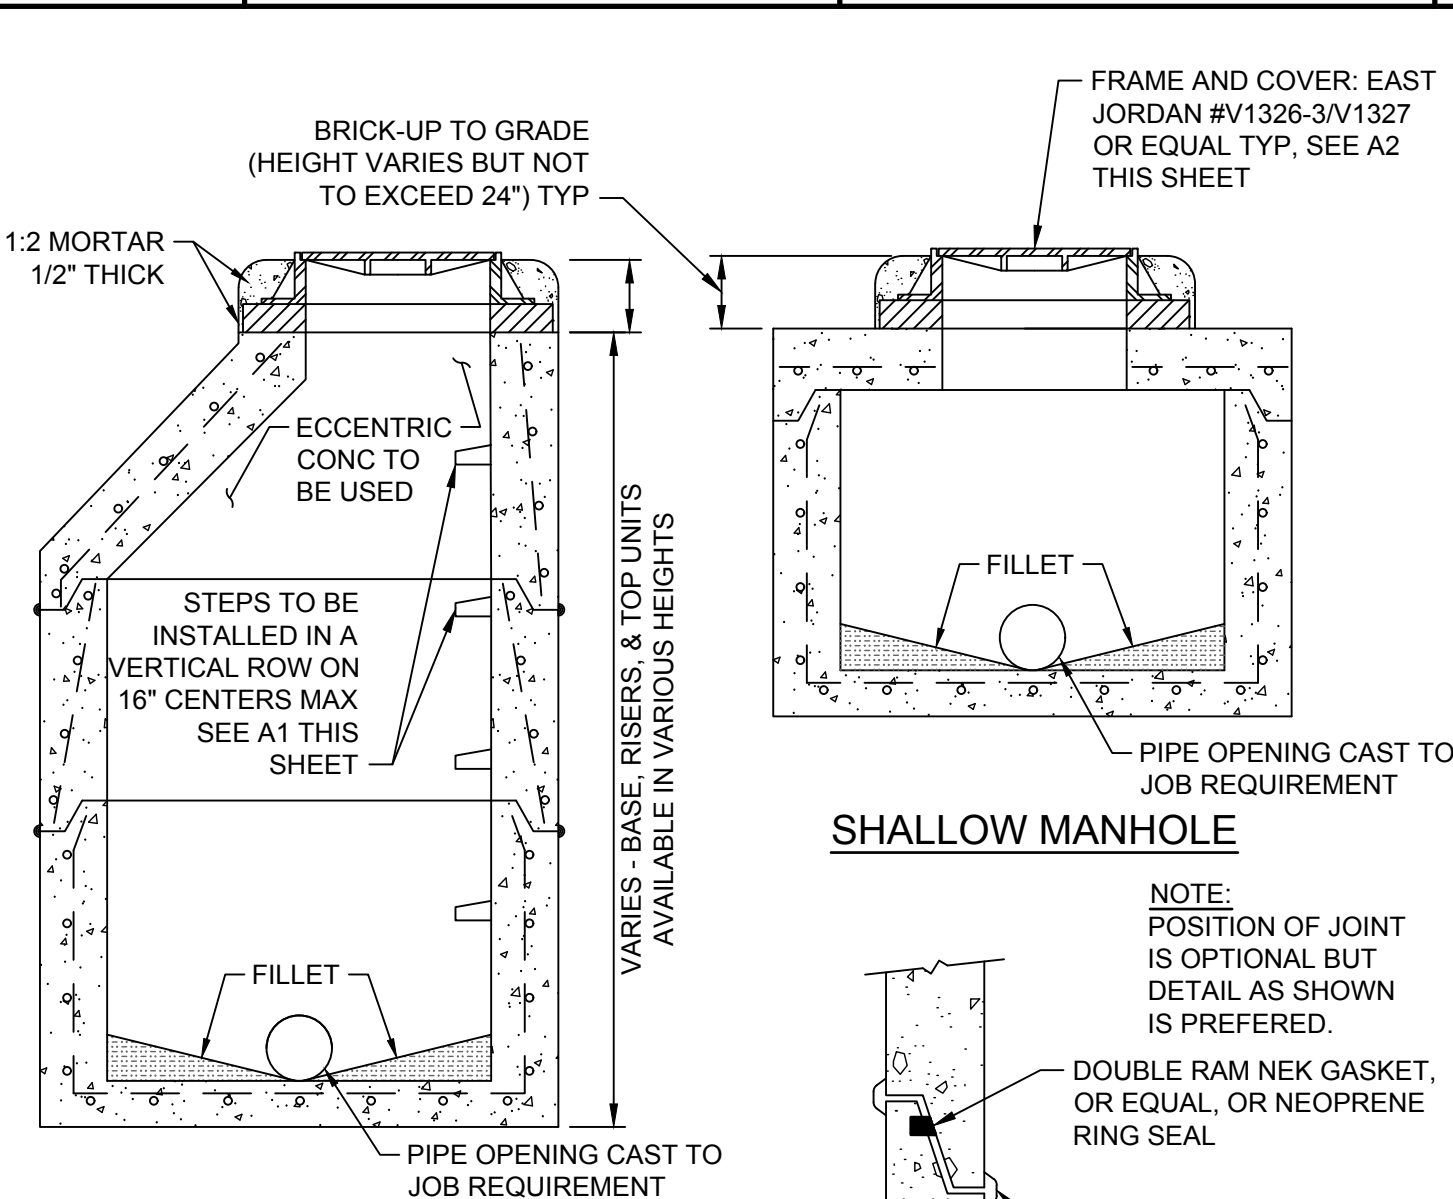 BRICK-UP TO GRADE
(HEIGHT VARIES BUT NOT
TO EXCEED 24") TYP
FRAME AND COVER: EAST
JORDAN #V1326-3/V1327
OR EQUAL TYP, SEE A2
THIS SHEET
1:2 MORTAR
1/2" THICK
ECCENTRIC
CONC TO
BE USED
STEPS TO BE
INSTALLED IN A
VERTICAL ROW ON
16" CENTERS MAX
SEE A1 THIS
SHEET
VARIES - BASE, RISERS, & TOP UNITS
AVAILABLE IN VARIOUS HEIGHTS
FILLET
PIPE OPENING CAST TO
JOB REQUIREMENT
FILLET
PIPE OPENING CAST TO
JOB REQUIREMENT
SHALLOW MANHOLE
NOTE:
POSITION OF JOINT
IS OPTIONAL BUT
DETAIL AS SHOWN
IS PREFERED.
DOUBLE RAM NEK GASKET,
OR EQUAL, OR NEOPRENE
RING SEAL